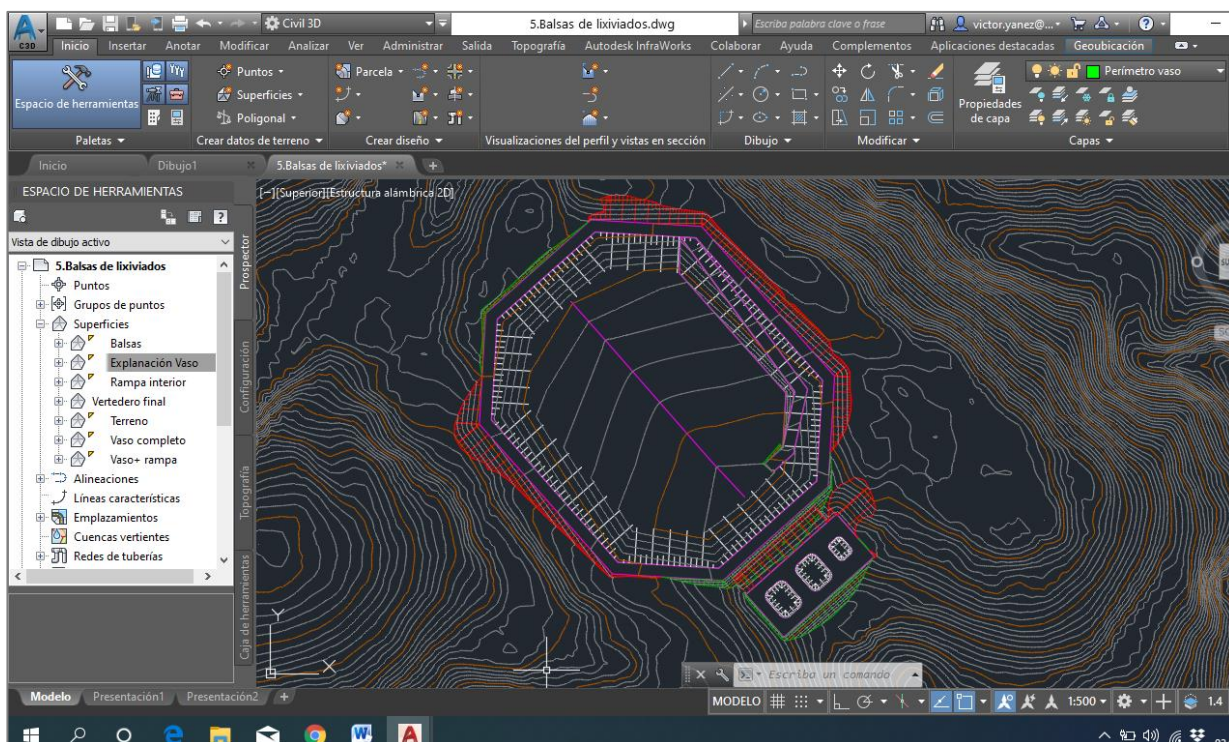 Civil 3D
5.Balsas de lixiviados.dwg
Escriba palabra clave o frase
victor.yanez@...
C3D
Inicio Insertar Anotar Modificar Analizar Ver Administrar Salida Topografía Autodesk InfraWorks Colaborar Ayuda Complementos Aplicaciones destacadas Geoubicación
Espacio de herramientas
Puntos
Superficies
Poligonal
Parcela
Propiedades de capa
Perímetro vaso
Paletas Crear datos de terreno Crear diseño Visualizaciones del perfil y vistas en sección Dibujo Modificar Capas
Inicio Dibujo1 5.Balsas de lixiviados*
ESPACIO DE HERRAMIENTAS
[−][Superior][Estructura alámbrica 2D]
Vista de dibujo activo
5.Balsas de lixiviados
Puntos
Grupos de puntos
Superficies
Balsas
Explanación Vaso
Rampa interior
Vertedero final
Terreno
Vaso completo
Vaso+ rampa
Alineaciones
Líneas características
Emplazamientos
Cuencas vertientes
Redes de tuberías
Prospector
Configuración
Topografía
Caja de herramientas
SU
Y
X
Escriba un comando
Modelo Presentación1 Presentación2
MODELO 1:500 1.4